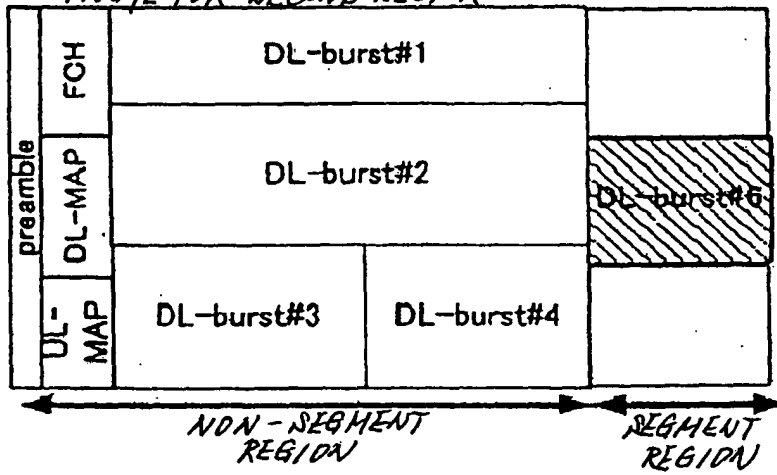 preamble
FCH
DL-MAP
UL-
MAP
DL-burst#1
DL-burst#2
DL-burst#3
DL-burst#4
DL-burst#6
NON-SEGMENT
REGION
SEGMENT
REGION